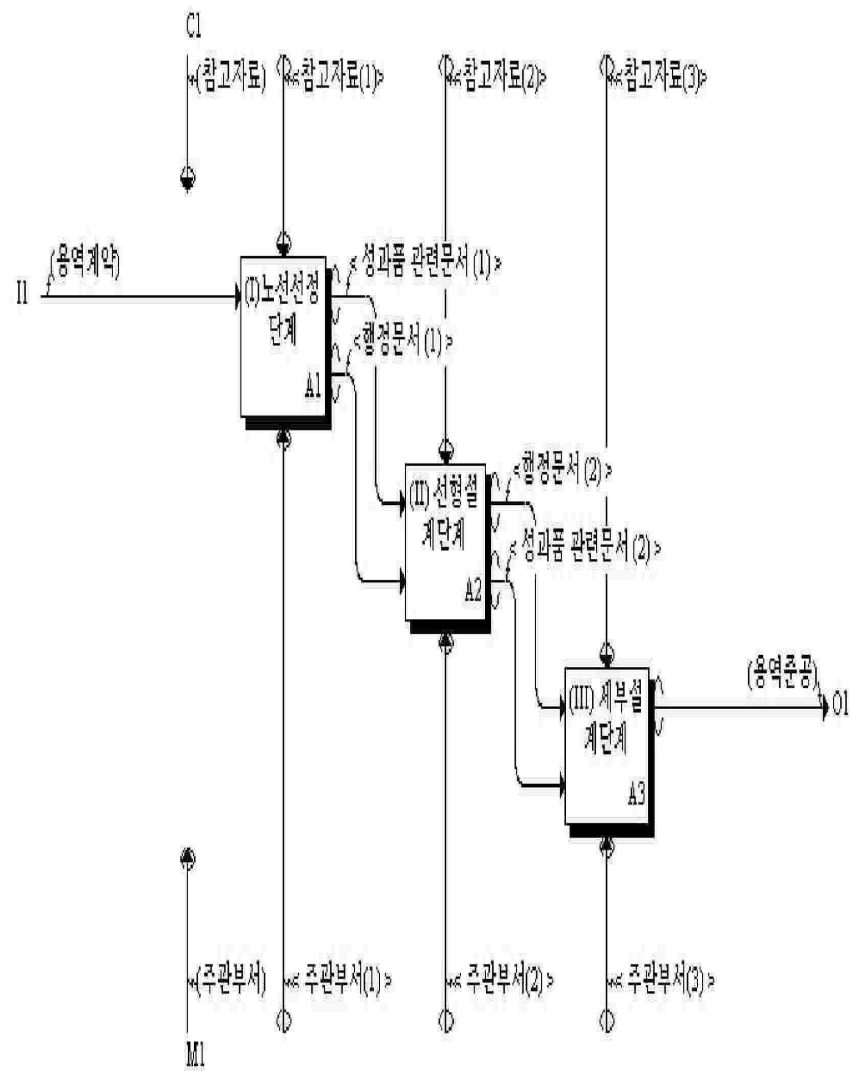 C1
(참고자료)
<참고자료(1)>
<참고자료(2)>
<참고자료(3)>
I1
(용역계약)
(I)노선선정
단계
A1
< 성과품 관련문서 (1) >
<행정문서 (1) >
(II) 선형설
계단계
A2
<행정문서 (2) >
< 성과품 관련문서 (2) >
(III) 세부설
계단계
A3
(용역준공)
O1
(주관부서)
< 주관부서(1) >
< 주관부서(2) >
< 주관부서(3) >
M1